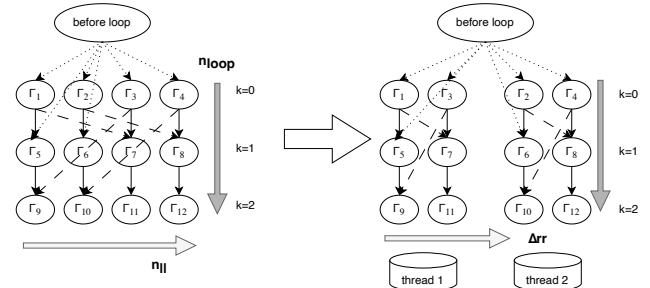 before loop
n_loop
Γ1 Γ2 Γ3 Γ4 k=0
Γ5 Γ6 Γ7 Γ8 k=1
Γ9 Γ10 Γ11 Γ12 k=2
n_ll
before loop
Γ1 Γ3 Γ2 Γ4 k=0
Γ5 Γ7 Γ6 Γ8 k=1
Γ9 Γ11 Γ10 Γ12 k=2
Δrr
thread 1 thread 2